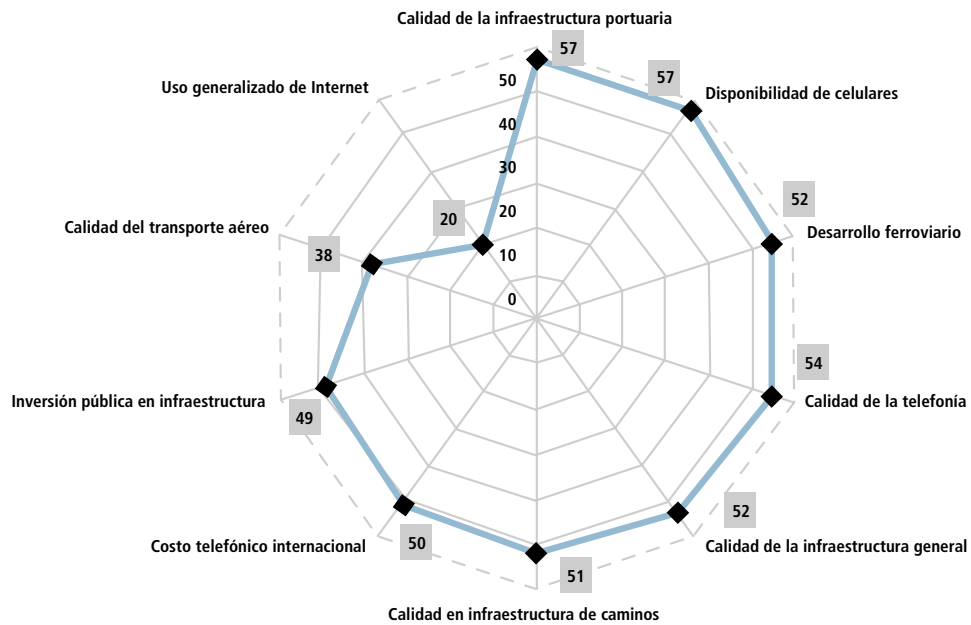 Calidad de la infraestructura portuaria
57
50
57
Uso generalizado de Internet
Disponibilidad de celulares
40
30
52
20
20
Calidad del transporte aéreo
Desarrollo ferroviario
38
10
0
54
Inversión pública en infraestructura
Calidad de la telefonía
49
52
50
Costo telefónico internacional
Calidad de la infraestructura general
51
Calidad en infraestructura de caminos